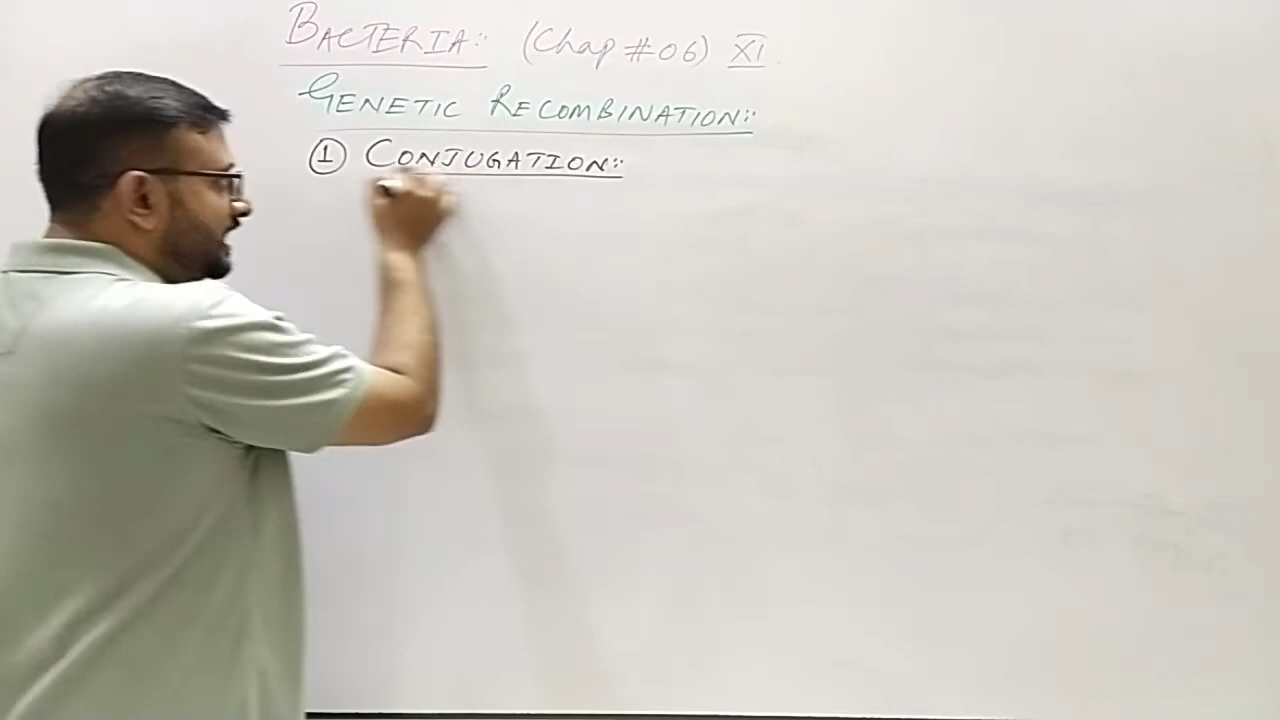 BACTERIA:: (Chap # 06) XI.
GENETIC RECOMBINATION::
① CONJUGATION::